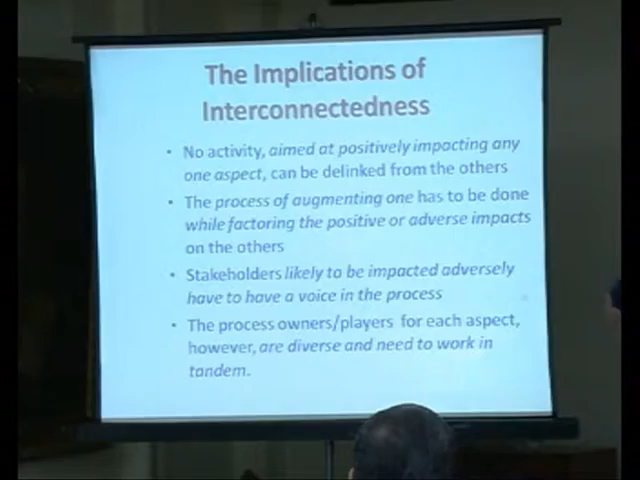 The Implications of
Interconnectedness
• No activity, aimed at positively impacting any
one aspect, can be delinked from the others
• The process of augmenting one has to be done
while factoring the positive or adverse impacts
on the others
• Stakeholders likely to be impacted adversely
have to have a voice in the process
• The process owners/players for each aspect,
however, are diverse and need to work in
tandem.